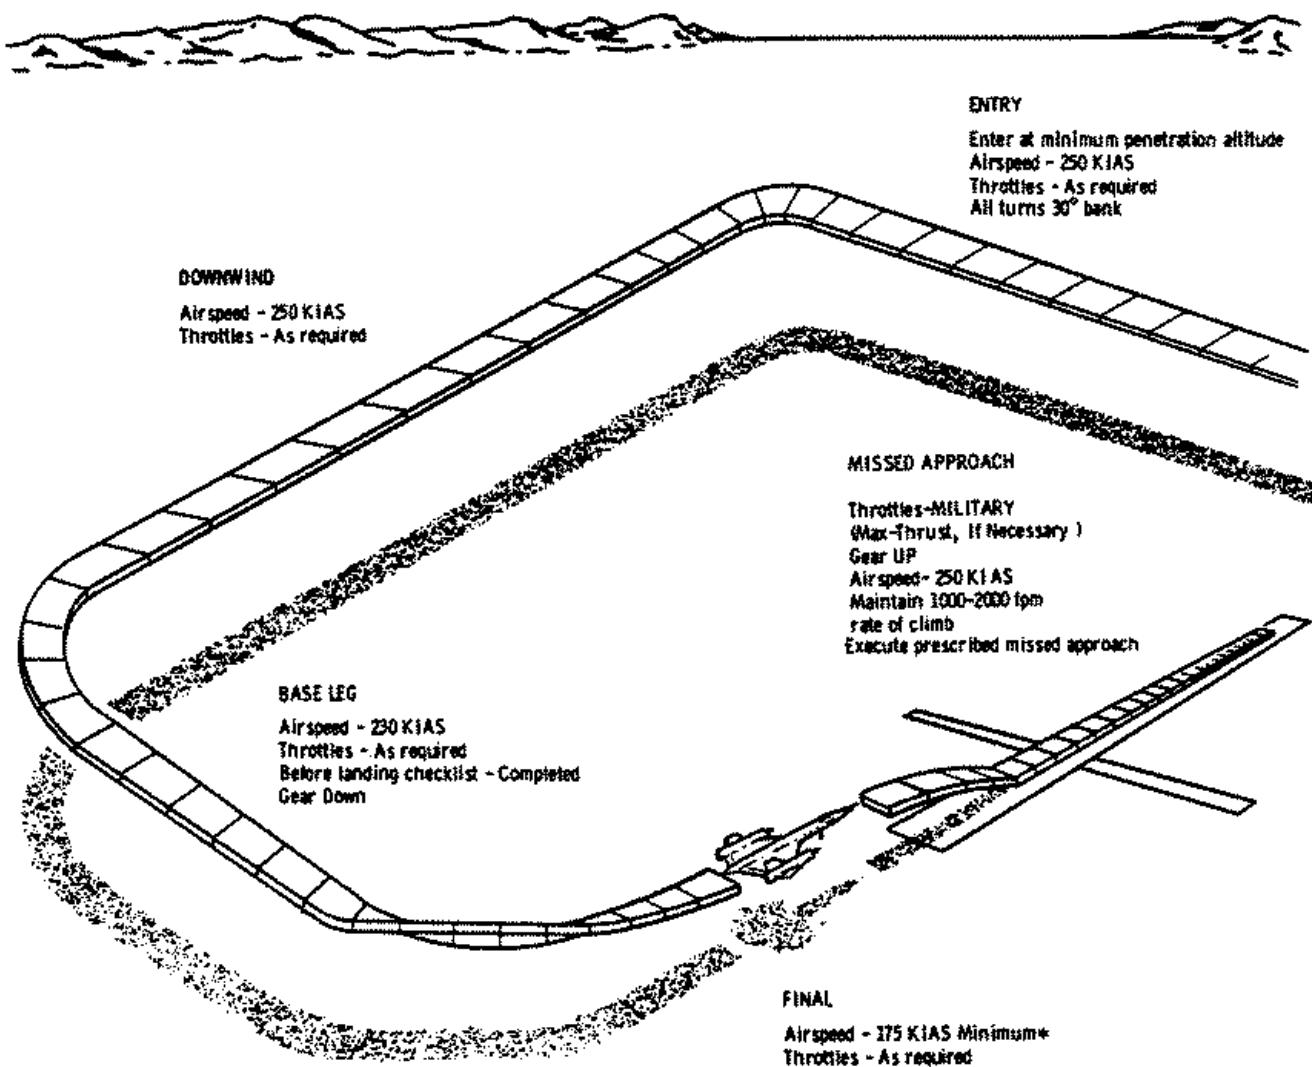 ENTRY
Enter at minimum penetration altitude
Airspeed - 250 KIAS
Throttles - As required
All turns 30° bank
DOWNWIND
Airspeed - 250 KIAS
Throttles - As required
MISSED APPROACH
Throttles-MILITARY
(Max-Thrust, If Necessary )
Gear UP
Airspeed- 250 KIAS
Maintain 1000-2000 fpm
rate of climb
Execute prescribed missed approach
BASE LEG
Airspeed - 230 KIAS
Throttles - As required
Before landing checklist - Completed
Gear Down
FINAL
Airspeed - 175 KIAS Minimum*
Throttles - As required